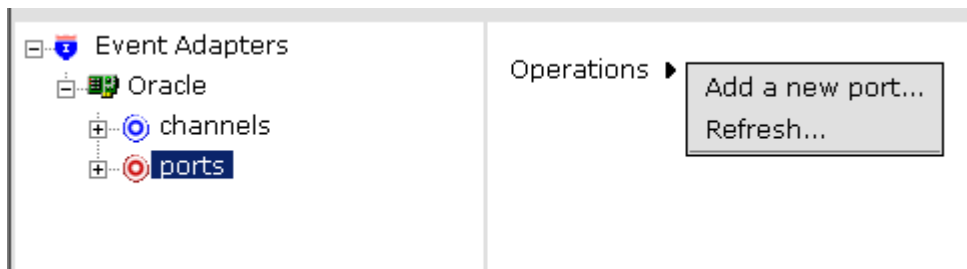 Event Adapters
Oracle
channels
ports
Operations
Add a new port...
Refresh...